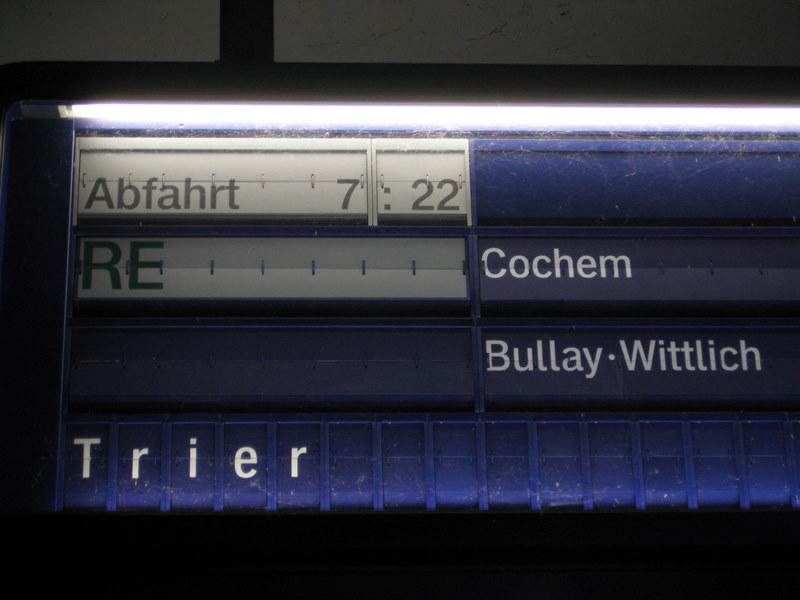 Abfahrt 7 : 22
RE
Cochem
Bullay·Wittlich
Trier